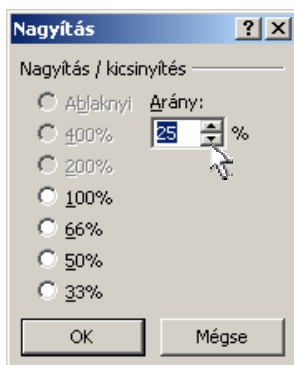 Nagyítás
Nagyítás / kicsinyítés
Ablaknyi Arány:
400% 25 %
200%
100%
66%
50%
33%
OK Mégse